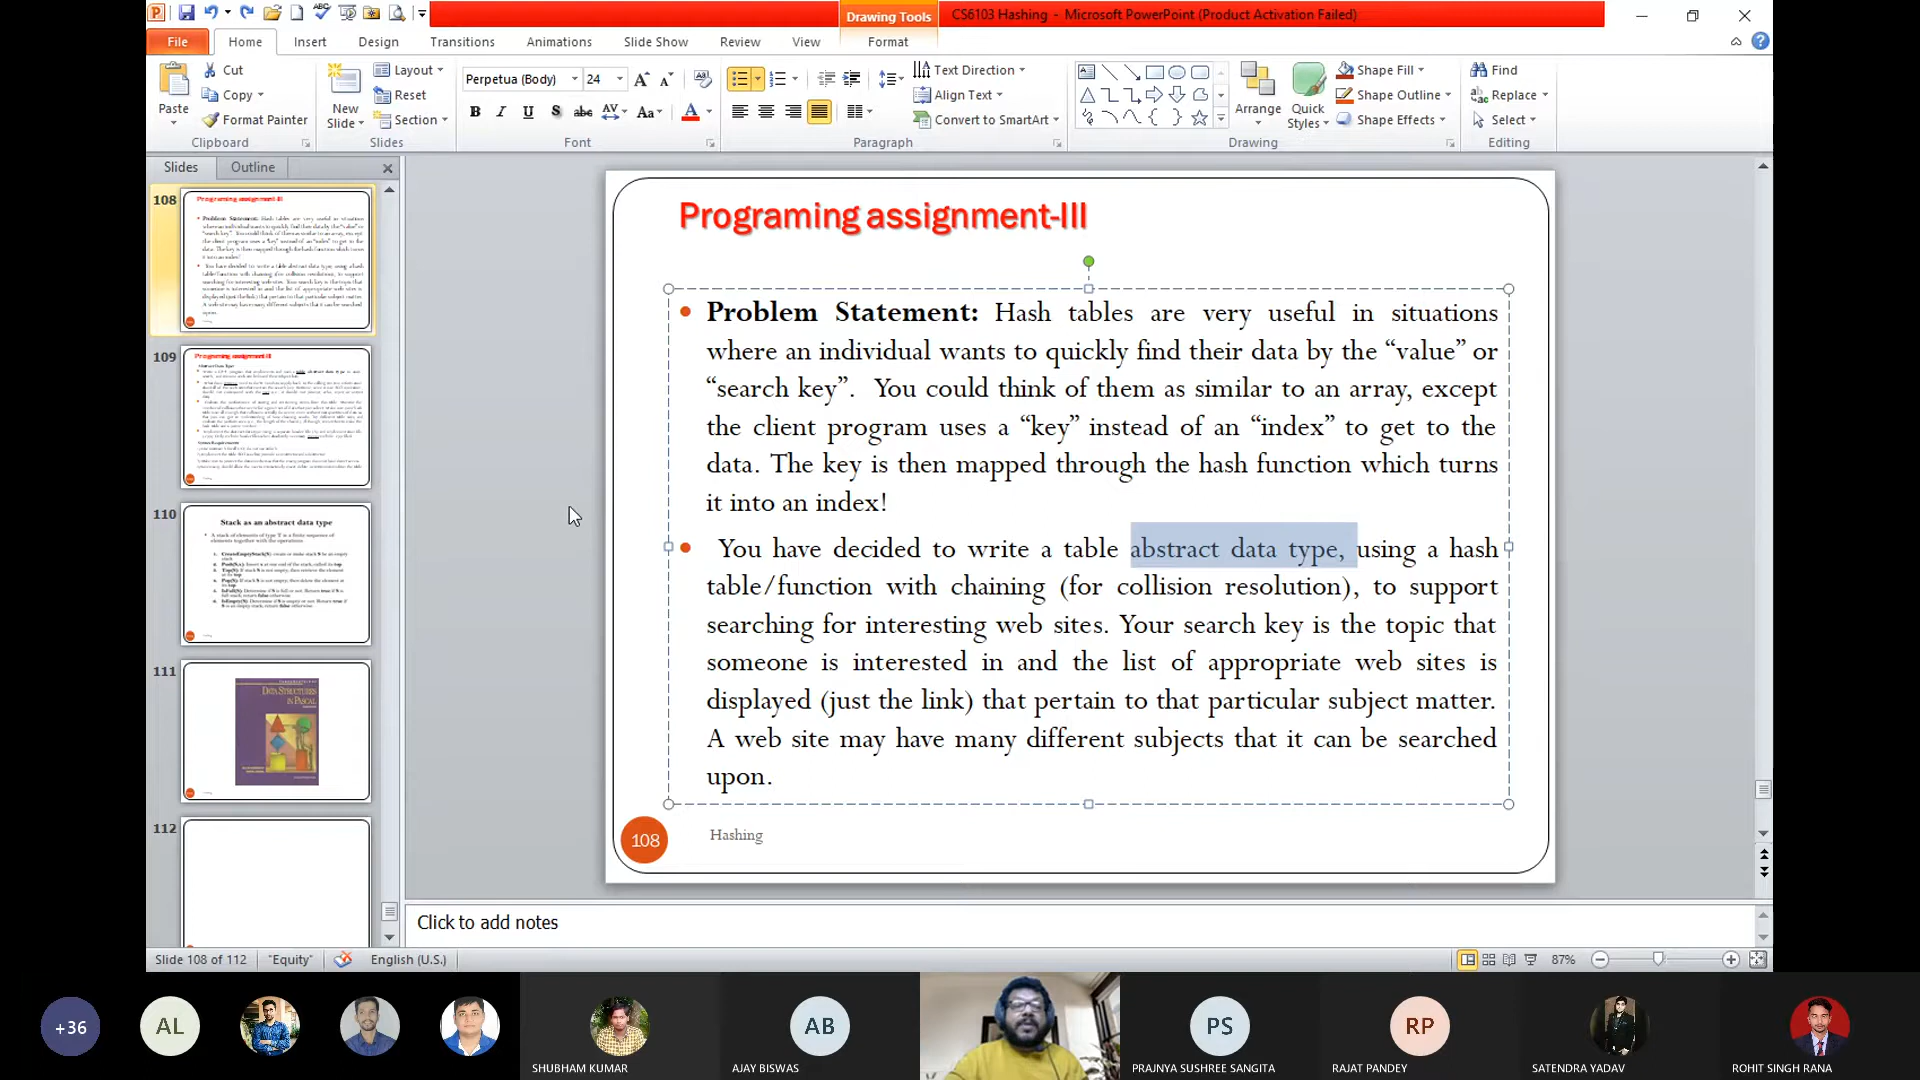 Drawing Tools
CS6103 Hashing - Microsoft PowerPoint (Product Activation Failed)
File
Home
Insert
Design
Transitions
Animations
Slide Show
Review
View
Format
Paste
Cut
Copy
Format Painter
Clipboard
New
Slide
Layout
Reset
Section
Slides
Perpetua (Body)
24
Font
Text Direction
Align Text
Convert to SmartArt
Paragraph
Arrange
Quick
Styles
Shape Fill
Shape Outline
Shape Effects
Drawing
Find
Replace
Select
Editing
Slides
Outline
108
109
110
Stack as an abstract data type
111
DATA STRUCTURES
IN PASCAL
112
Programing assignment-III
• Problem Statement: Hash tables are very useful in situations
where an individual wants to quickly find their data by the “value” or
“search key”. You could think of them as similar to an array, except
the client program uses a “key” instead of an “index” to get to the
data. The key is then mapped through the hash function which turns
it into an index!
• You have decided to write a table abstract data type, using a hash
table/function with chaining (for collision resolution), to support
searching for interesting web sites. Your search key is the topic that
someone is interested in and the list of appropriate web sites is
displayed (just the link) that pertain to that particular subject matter.
A web site may have many different subjects that it can be searched
upon.
108
Hashing
Click to add notes
Slide 108 of 112
"Equity"
English (U.S.)
87%
+36
AL
SHUBHAM KUMAR
AB
AJAY BISWAS
PS
PRAJNYA SUSHREE SANGITA
RP
RAJAT PANDEY
SATENDRA YADAV
ROHIT SINGH RANA